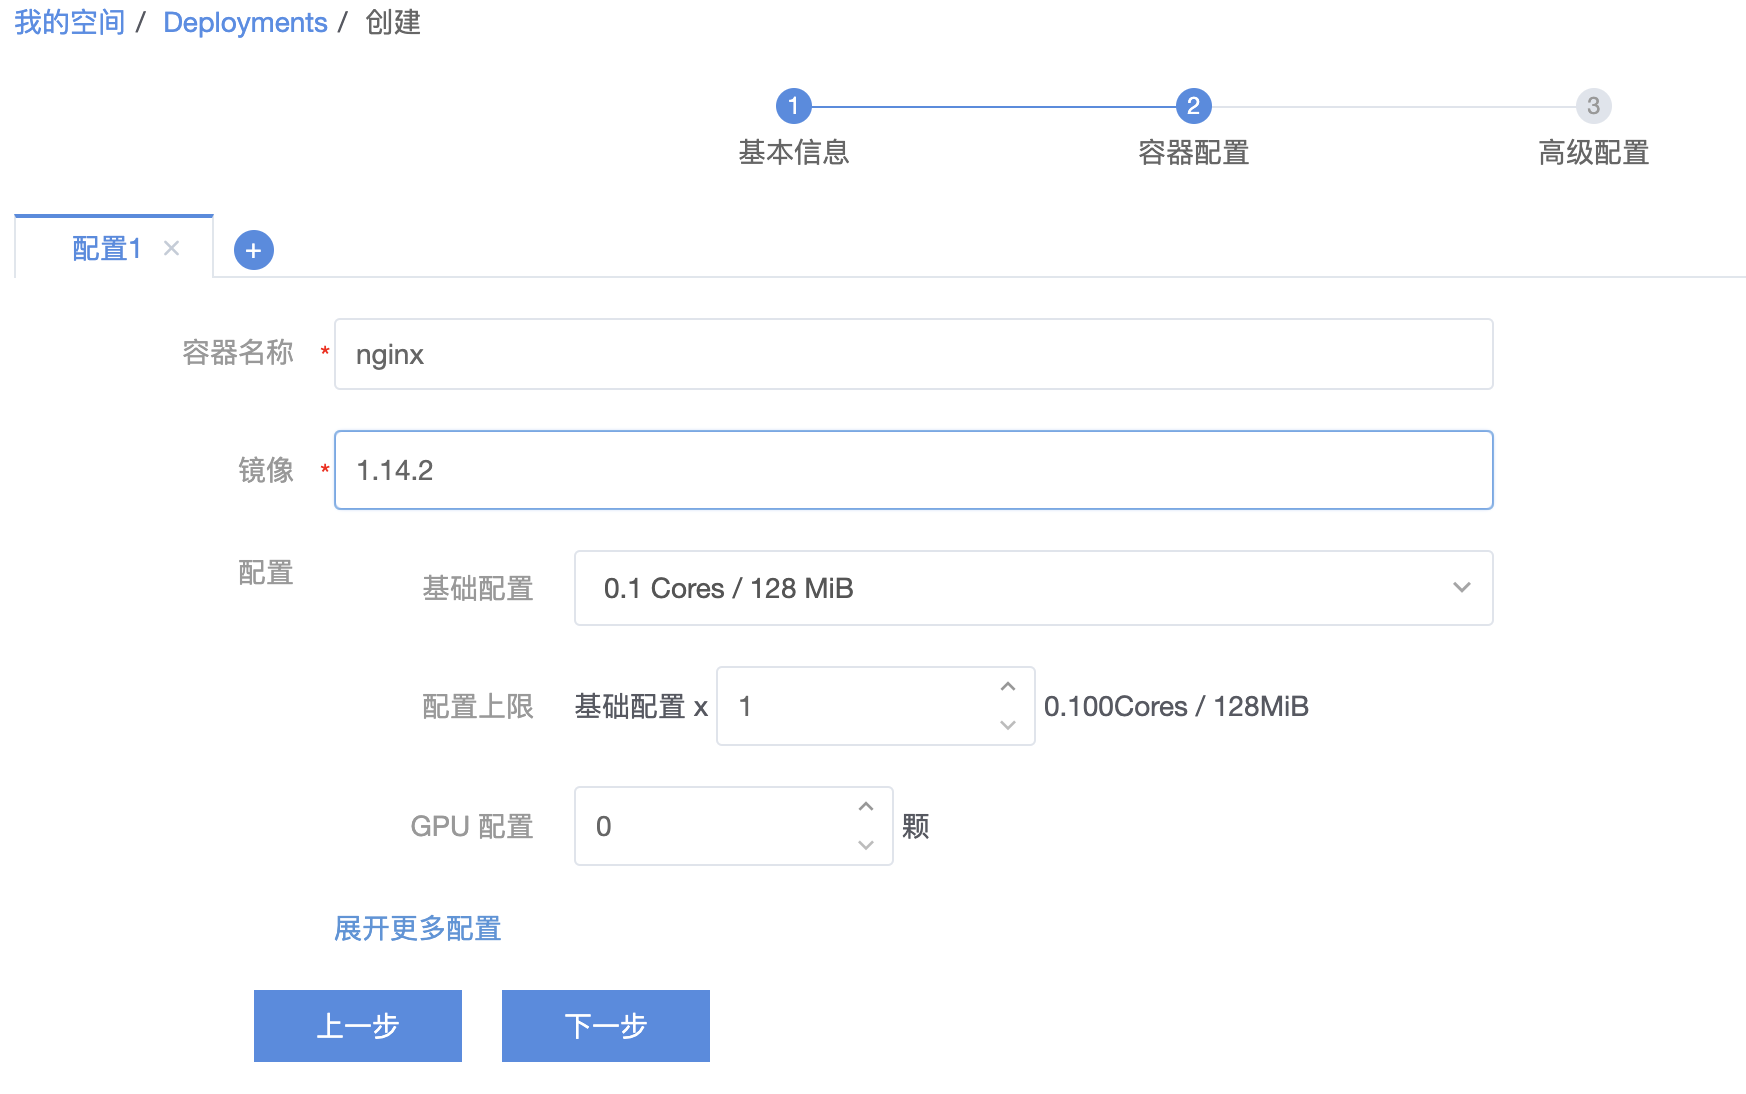 我的空间 / Deployments / 创建
1 2 3
基本信息 容器配置 高级配置
配置1 × +
容器名称 * nginx
镜像 * 1.14.2
配置
基础配置 0.1 Cores / 128 MiB
配置上限 基础配置 x 1 0.100Cores / 128MiB
GPU 配置 0 颗
展开更多配置
上一步 下一步